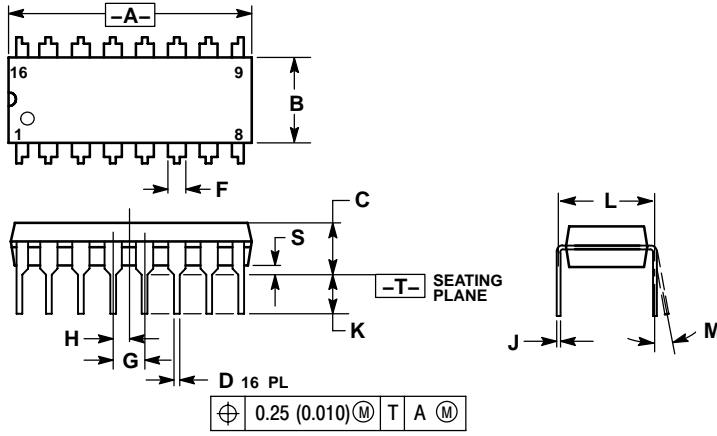 –A–
16 9
B
1 8
F
C
S
–T– SEATING
PLANE
K
H
G
D 16 PL
L
J
M
⌖ 0.25 (0.010) Ⓜ T A Ⓜ